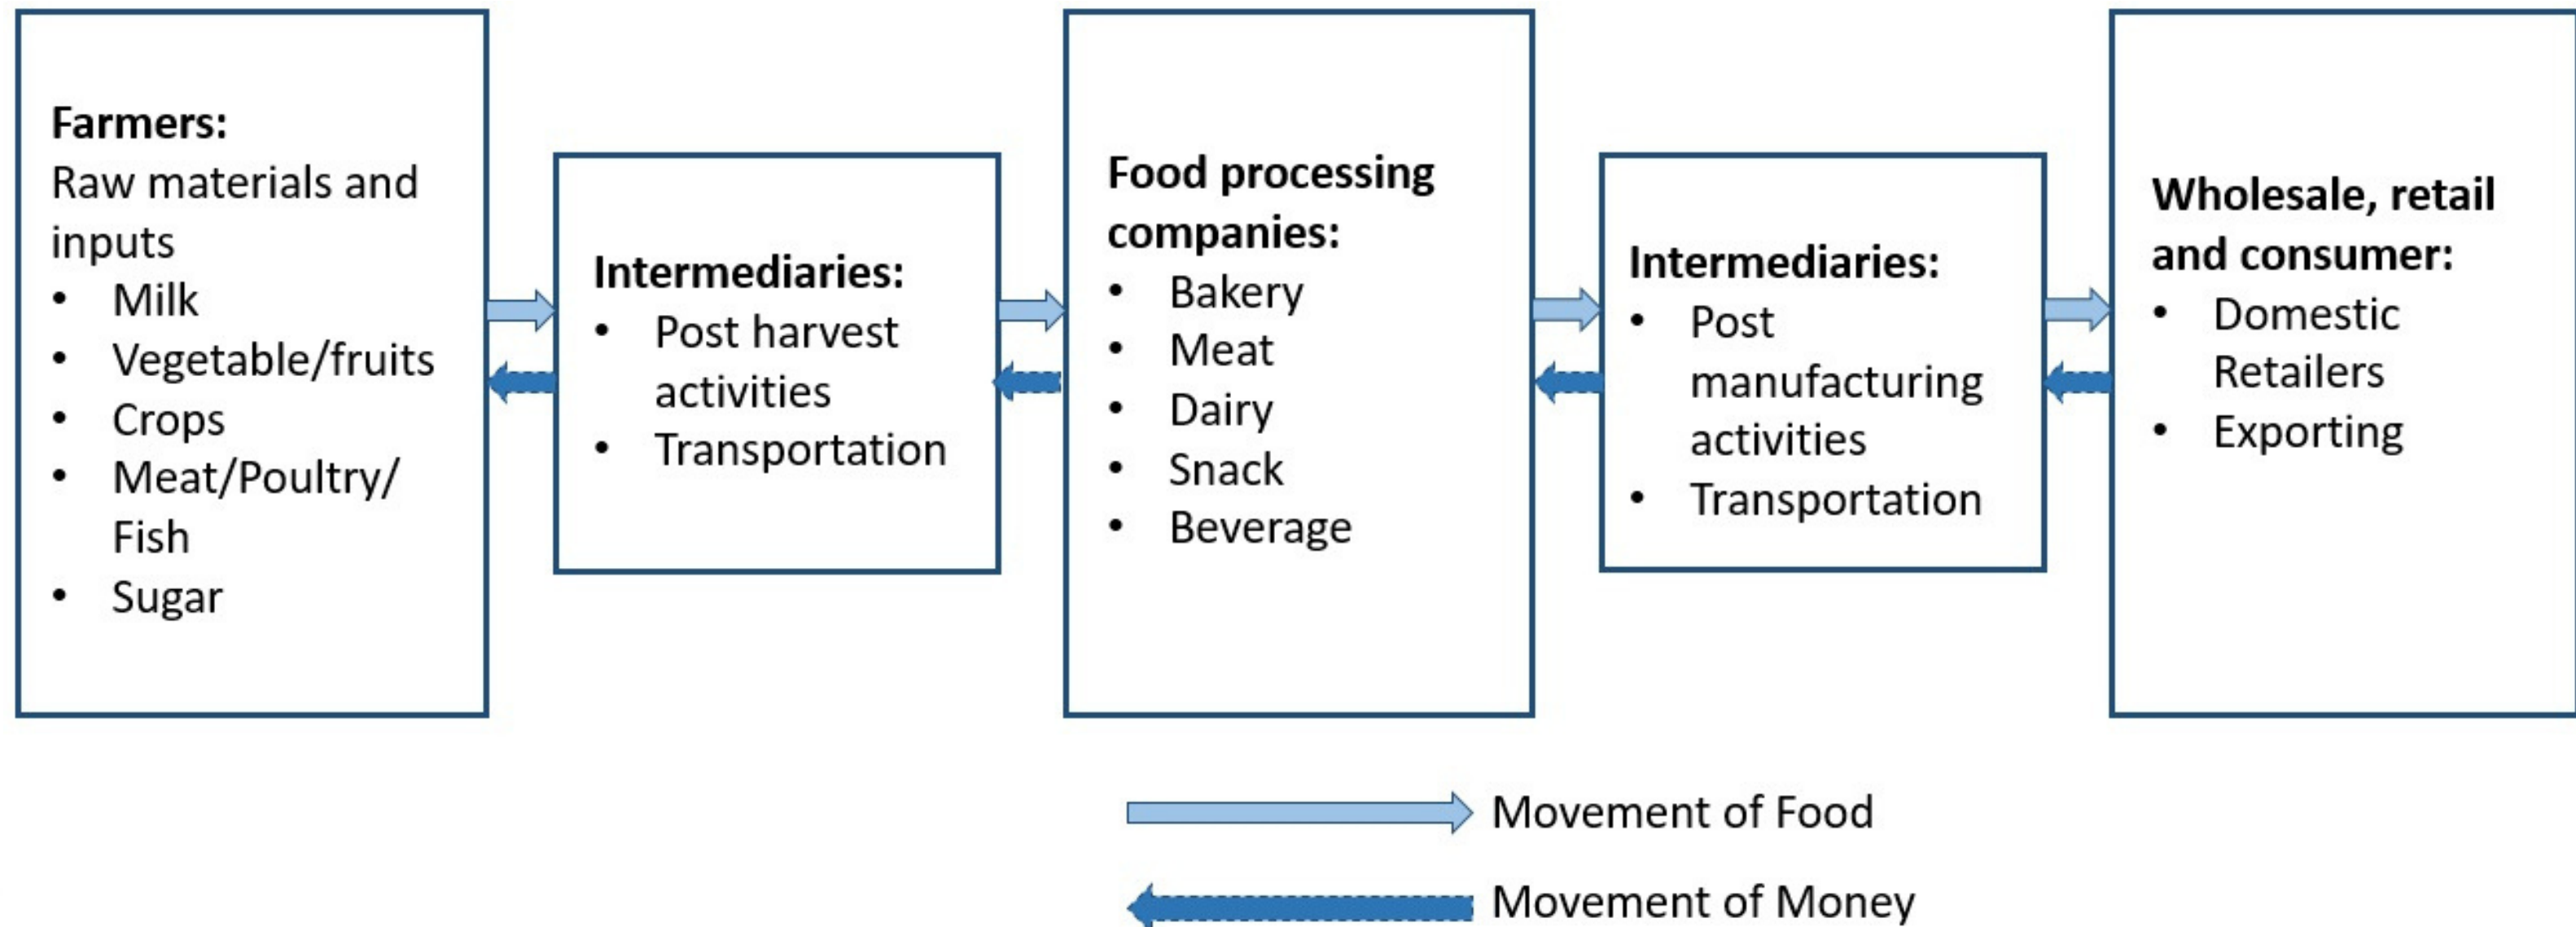 Farmers:
Raw materials and
inputs
• Milk
• Vegetable/fruits
• Crops
• Meat/Poultry/
Fish
• Sugar
Intermediaries:
• Post harvest
activities
• Transportation
Food processing
companies:
• Bakery
• Meat
• Dairy
• Snack
• Beverage
Intermediaries:
• Post
manufacturing
activities
• Transportation
Wholesale, retail
and consumer:
• Domestic
Retailers
• Exporting
Movement of Food
Movement of Money